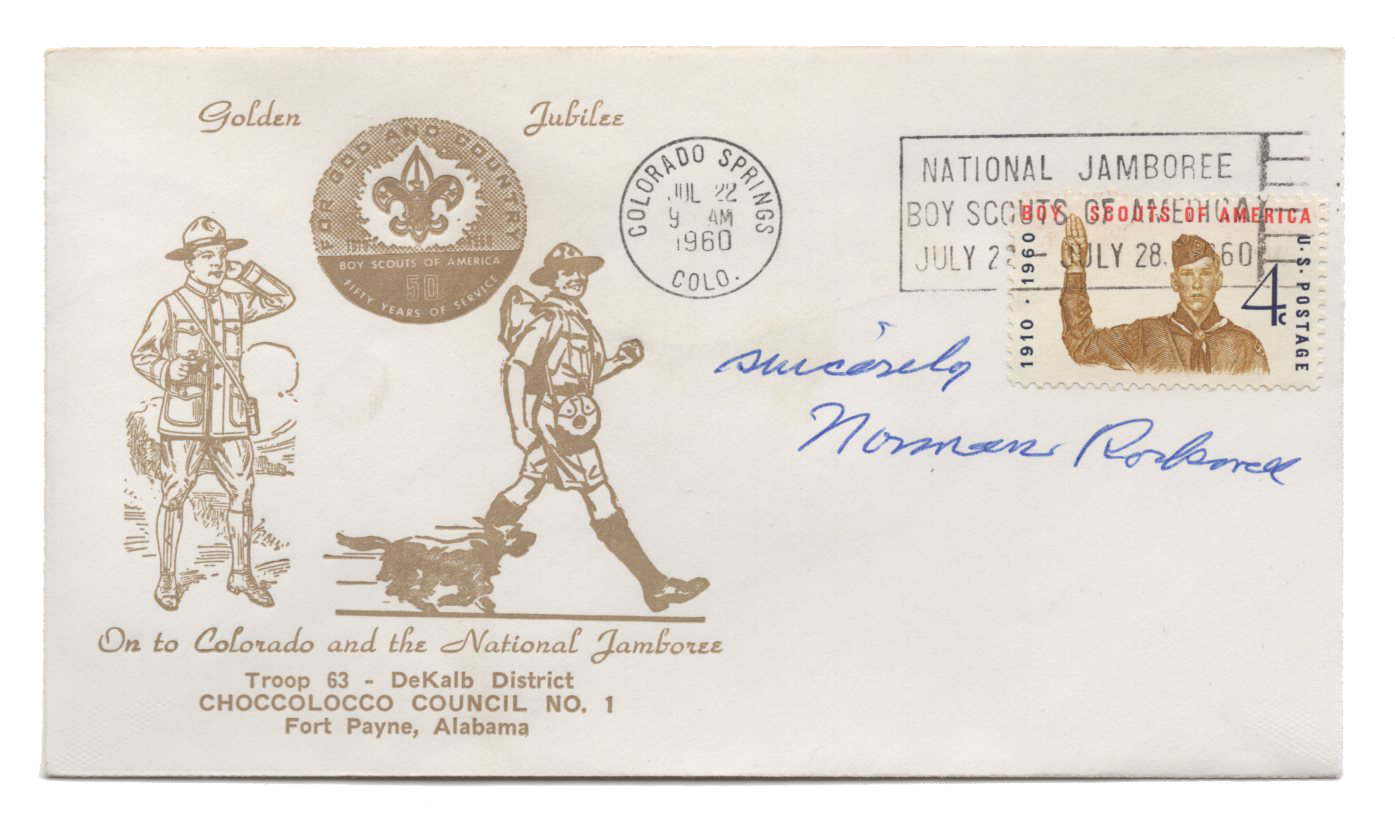 Golden Jubilee
FOR GOD AND COUNTRY
BOY SCOUTS OF AMERICA
50
FIFTY YEARS OF SERVICE
COLORADO SPRINGS
JUL 22
9 AM
1960
COLO.
NATIONAL JAMBOREE
BOY SCOUTS OF AMERICA
JULY 22 - JULY 28, 1960
BOY SCOUTS OF AMERICA
1910 · 1960
4c
U.S. POSTAGE
sincerely
Norman Rockwell
On to Colorado and the National Jamboree
Troop 63 - DeKalb District
CHOCCOLOCCO COUNCIL NO. 1
Fort Payne, Alabama